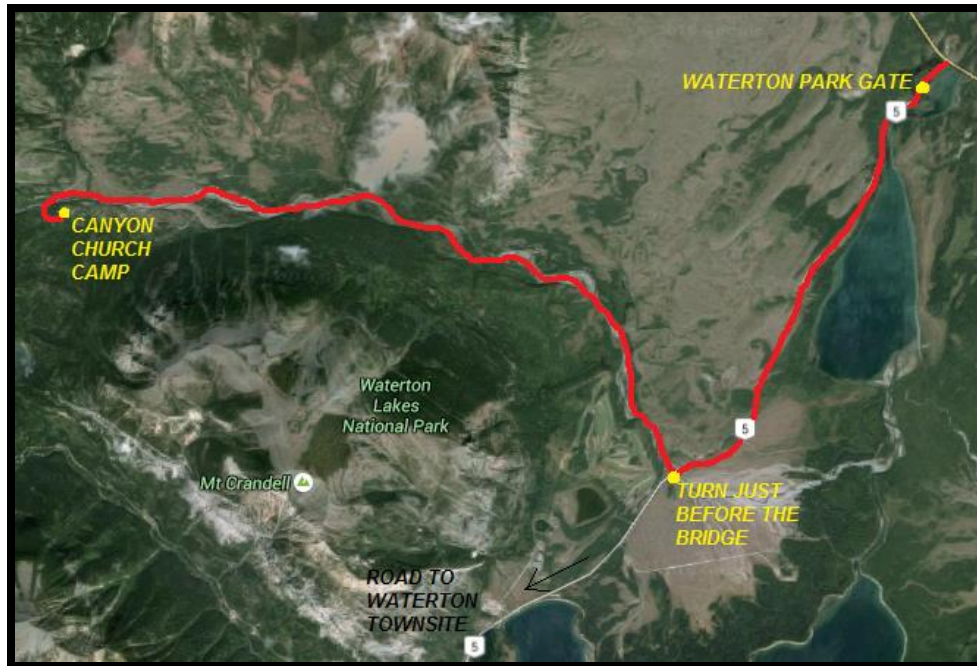 WATERTON PARK GATE
5
CANYON
CHURCH
CAMP
Waterton
Lakes
National Park
5
Mt Crandell
TURN JUST
BEFORE THE
BRIDGE
ROAD TO
WATERTON
TOWNSITE
5